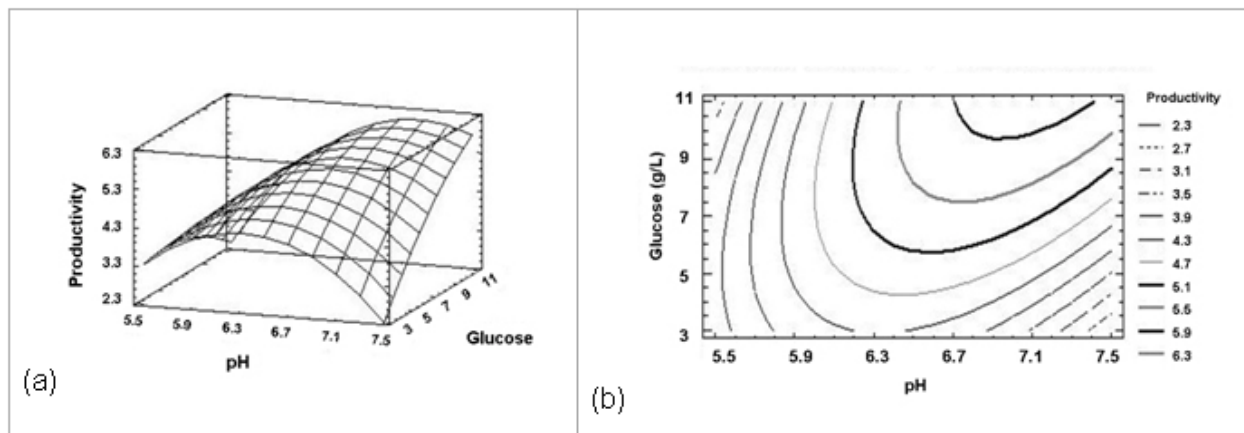 6.3
5.3
4.3
3.3
2.3
Productivity
5.5 5.9 6.3 6.7 7.1 7.5
pH
3 5 7 9 11
Glucose
(a)
11
9
7
5
3
Glucose (g/L)
5.5 5.9 6.3 6.7 7.1 7.5
pH
Productivity
2.3
2.7
3.1
3.5
3.9
4.3
4.7
5.1
5.5
5.9
6.3
(b)